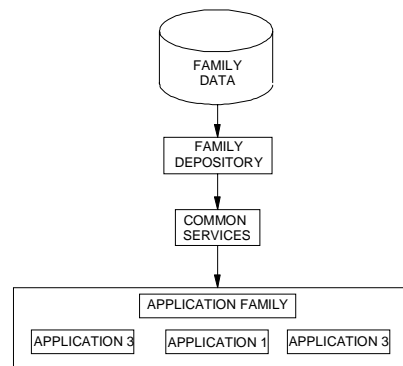 FAMILY
DATA
FAMILY
DEPOSITORY
COMMON
SERVICES
APPLICATION FAMILY
APPLICATION 3
APPLICATION 1
APPLICATION 3